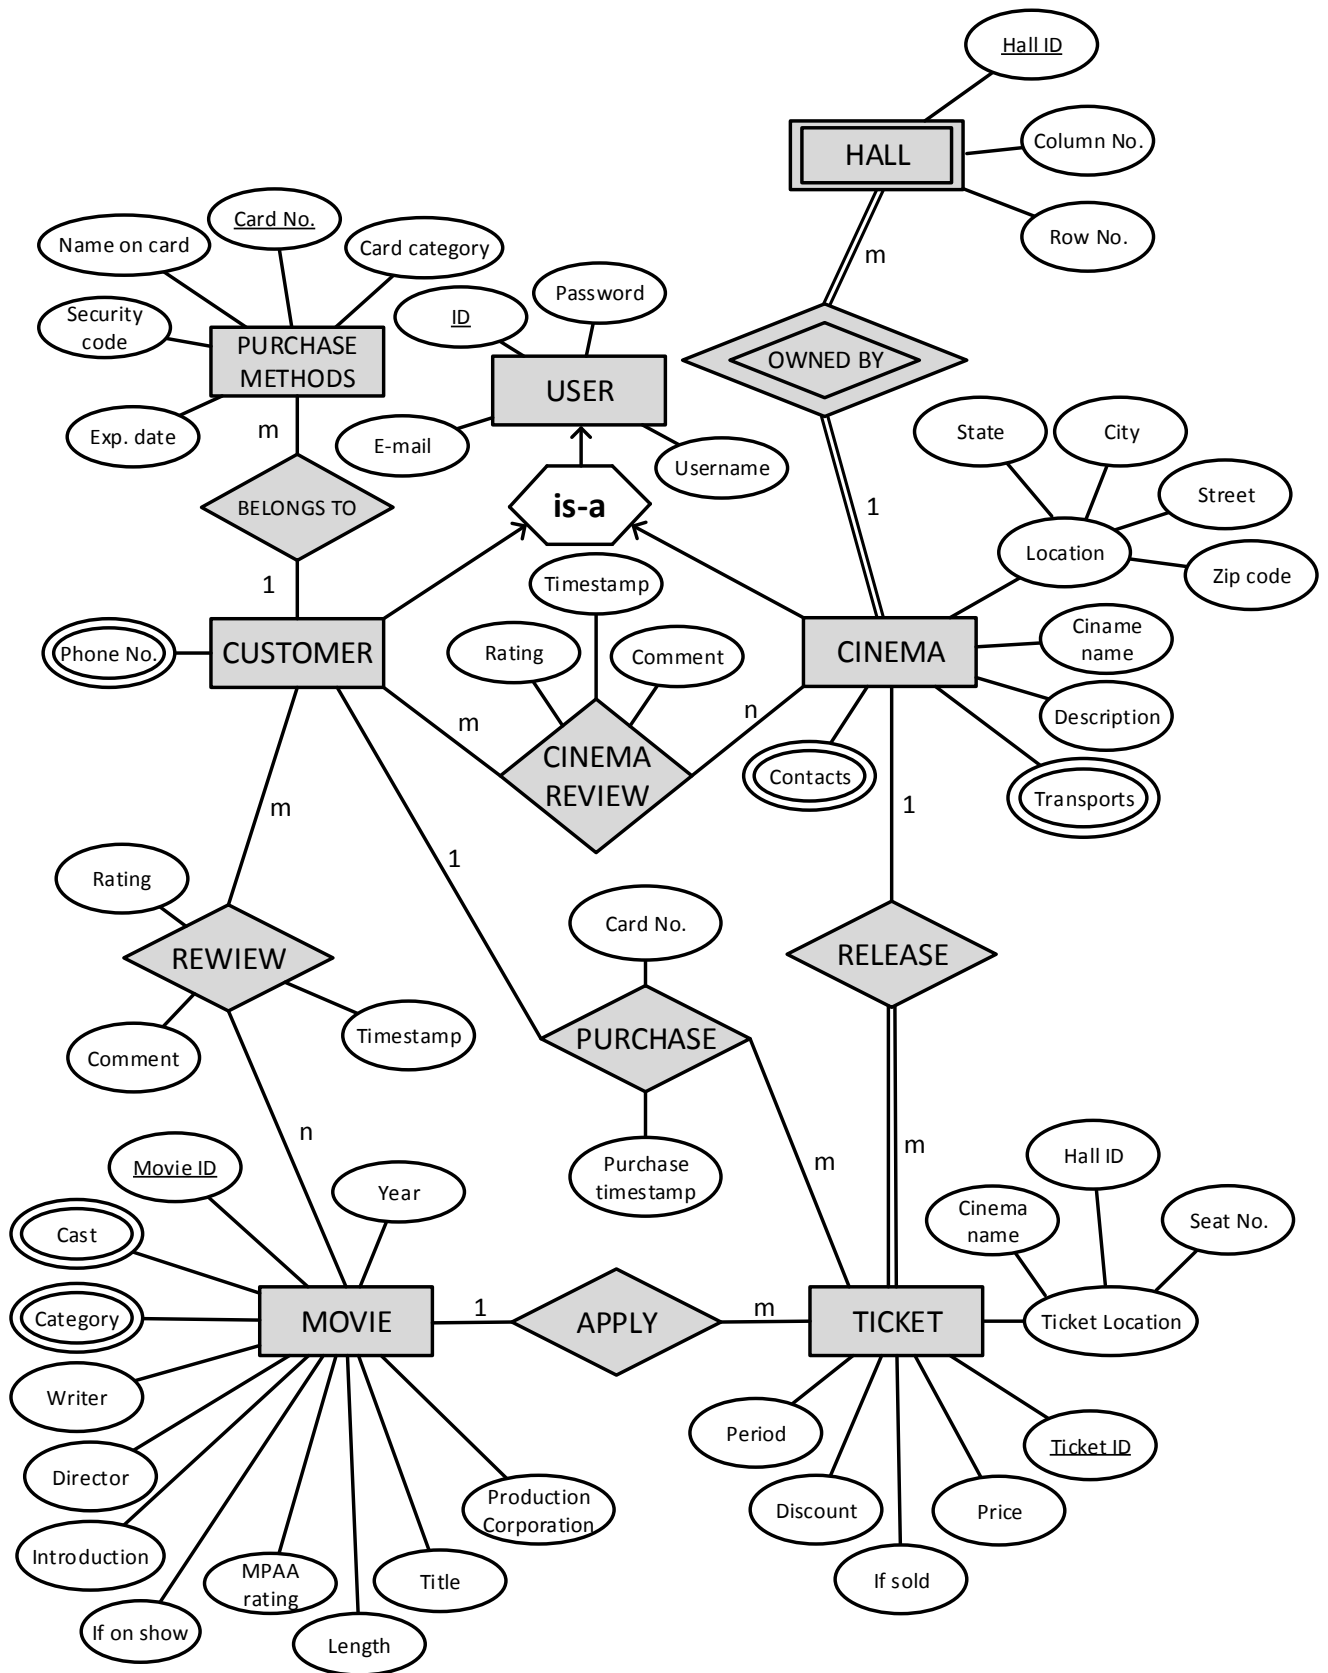 Hall ID
HALL
Column No.
Row No.
m
Card No.
Name on card
Card category
Security
code
PURCHASE
METHODS
Exp. date
m
Password
ID
USER
E-mail
Username
OWNED BY
is-a
BELONGS TO
1
1
State
City
Street
Location
Zip code
Timestamp
Rating
Comment
Phone No.
CUSTOMER
CINEMA
Ciname
name
Description
m
n
CINEMA
REVIEW
Contacts
Transports
m
1
1
Rating
Card No.
REWIEW
RELEASE
Comment
Timestamp
PURCHASE
n
m
m
Purchase
timestamp
Movie ID
Year
Cast
Hall ID
Cinema
name
Seat No.
Category
MOVIE
1
APPLY
m
TICKET
Ticket Location
Writer
Director
Introduction
If on show
MPAA
rating
Length
Title
Production
Corporation
Period
Discount
If sold
Price
Ticket ID